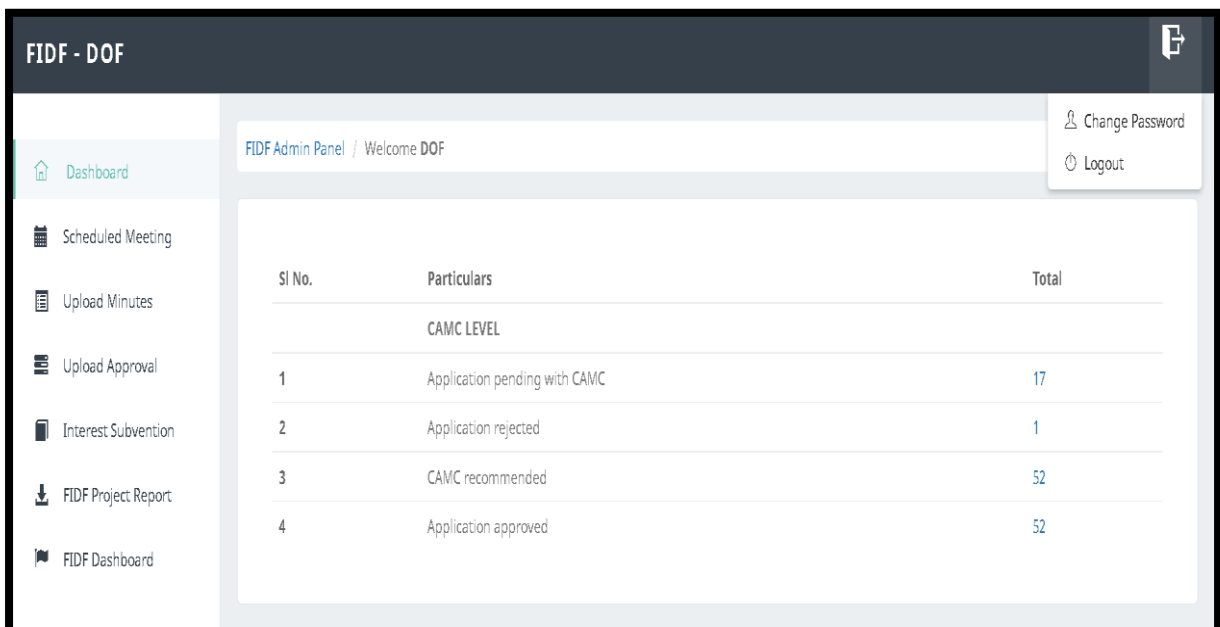 FIDF - DOF
Change Password
Logout
FIDF Admin Panel / Welcome DOF
Dashboard
Scheduled Meeting
Upload Minutes
Upload Approval
Interest Subvention
FIDF Project Report
FIDF Dashboard
Sl No. Particulars Total
CAMC LEVEL
1 Application pending with CAMC 17
2 Application rejected 1
3 CAMC recommended 52
4 Application approved 52